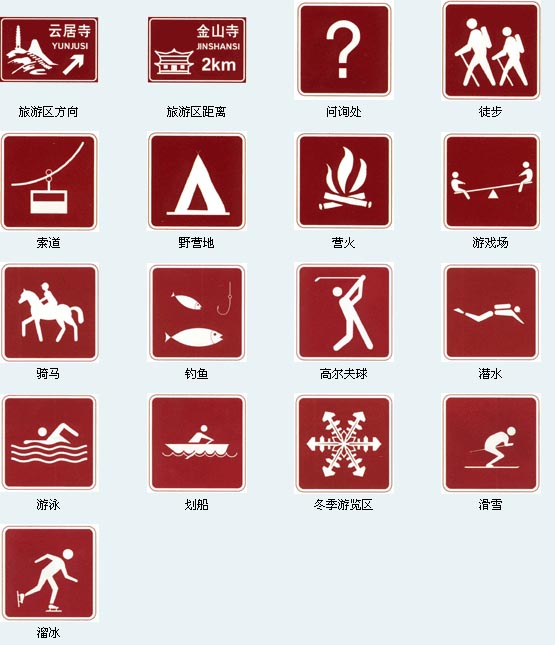 云居寺
YUNJUSI
金山寺
JINSHANSI
2km
?
旅游区方向
旅游区距离
问询处
徒步
索道
野营地
营火
游戏场
骑马
钓鱼
高尔夫球
潜水
游泳
划船
冬季游览区
滑雪
溜冰